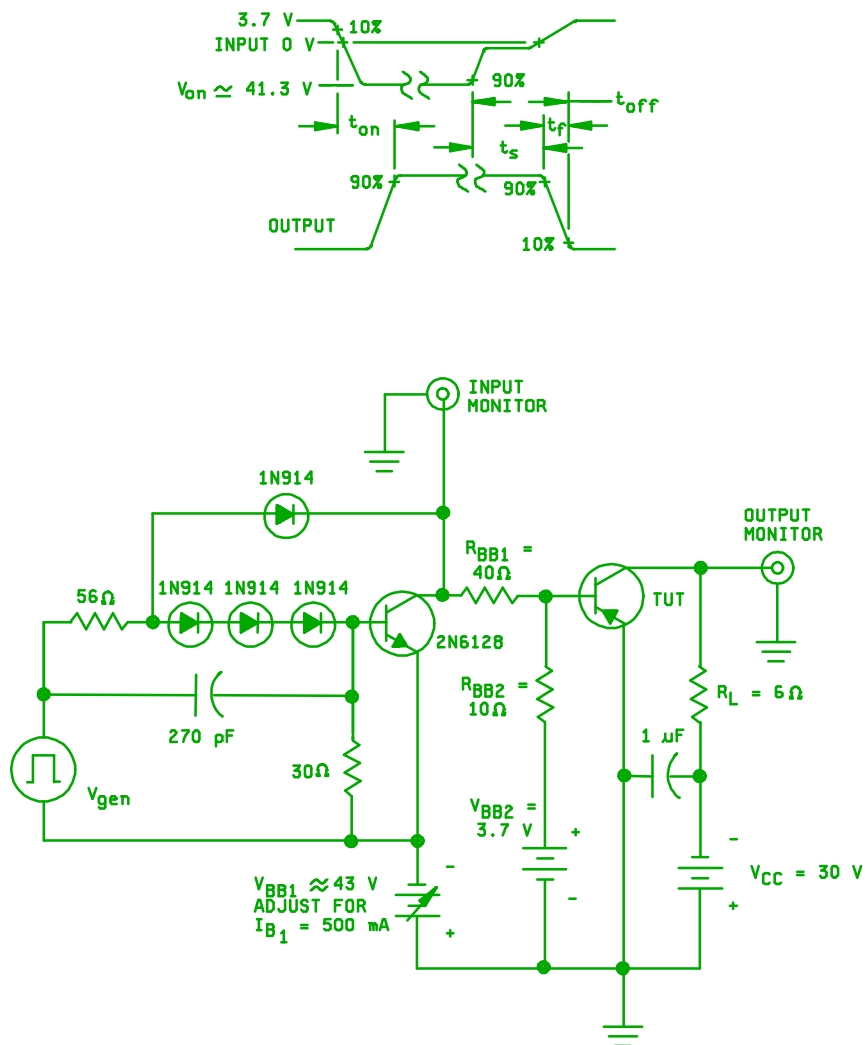 3.7 V
10%
INPUT 0 V
Von ≃ 41.3 V
90%
toff
ton
tf
ts
90%
90%
OUTPUT
10%
INPUT
MONITOR
1N914
OUTPUT
MONITOR
RBB1 =
40Ω
56Ω
1N914
1N914
1N914
TUT
2N6128
RBB2 =
10Ω
RL = 6Ω
270 pF
1 µF
30Ω
Vgen
VBB2 =
3.7 V
+
-
-
VCC = 30 V
+
VBB1 ≈ 43 V
ADJUST FOR
IB1 = 500 mA
-
+